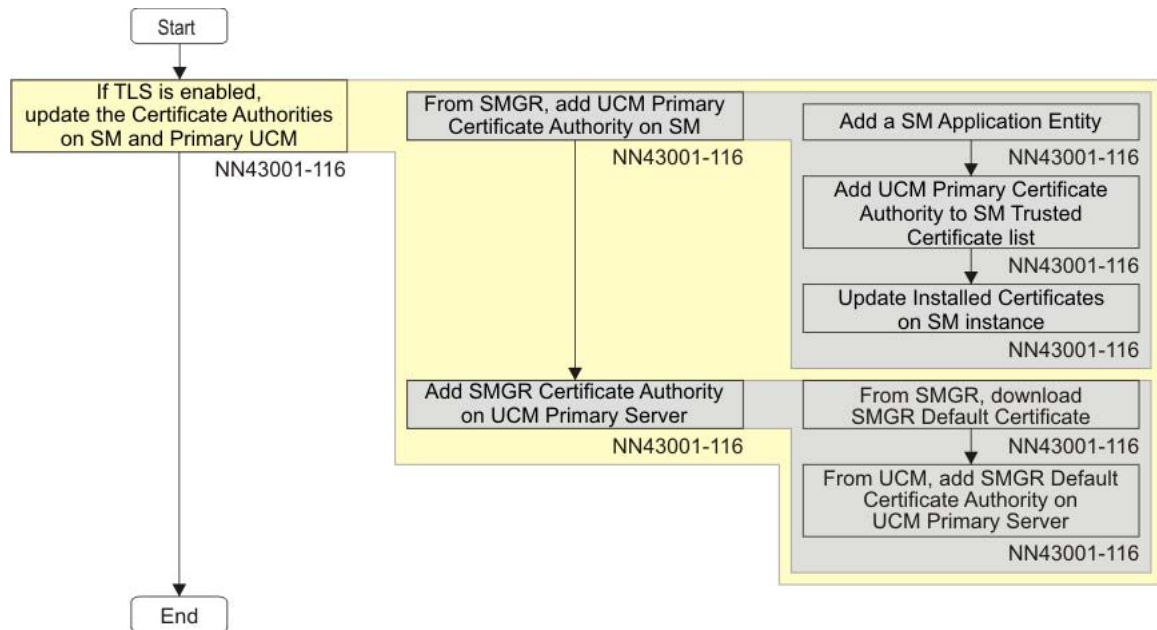 Start
If TLS is enabled,
update the Certificate Authorities
on SM and Primary UCM
NN43001-116
From SMGR, add UCM Primary
Certificate Authority on SM
NN43001-116
Add a SM Application Entity
NN43001-116
Add UCM Primary Certificate
Authority to SM Trusted
Certificate list
NN43001-116
Update Installed Certificates
on SM instance
NN43001-116
Add SMGR Certificate Authority
on UCM Primary Server
NN43001-116
From SMGR, download
SMGR Default Certificate
NN43001-116
From UCM, add SMGR Default
Certificate Authority on
UCM Primary Server
NN43001-116
End